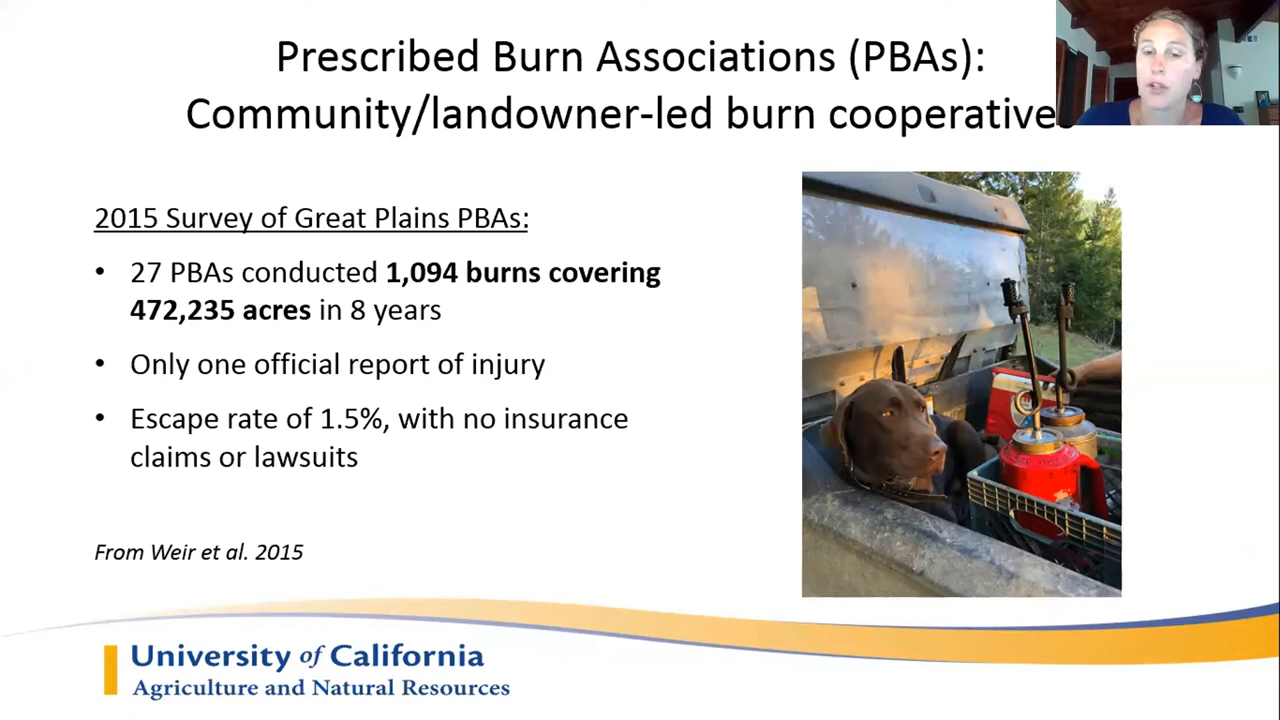 Prescribed Burn Associations (PBAs):
Community/landowner-led burn cooperatives
2015 Survey of Great Plains PBAs:
• 27 PBAs conducted 1,094 burns covering
472,235 acres in 8 years
• Only one official report of injury
• Escape rate of 1.5%, with no insurance
claims or lawsuits
From Weir et al. 2015
University of California
Agriculture and Natural Resources